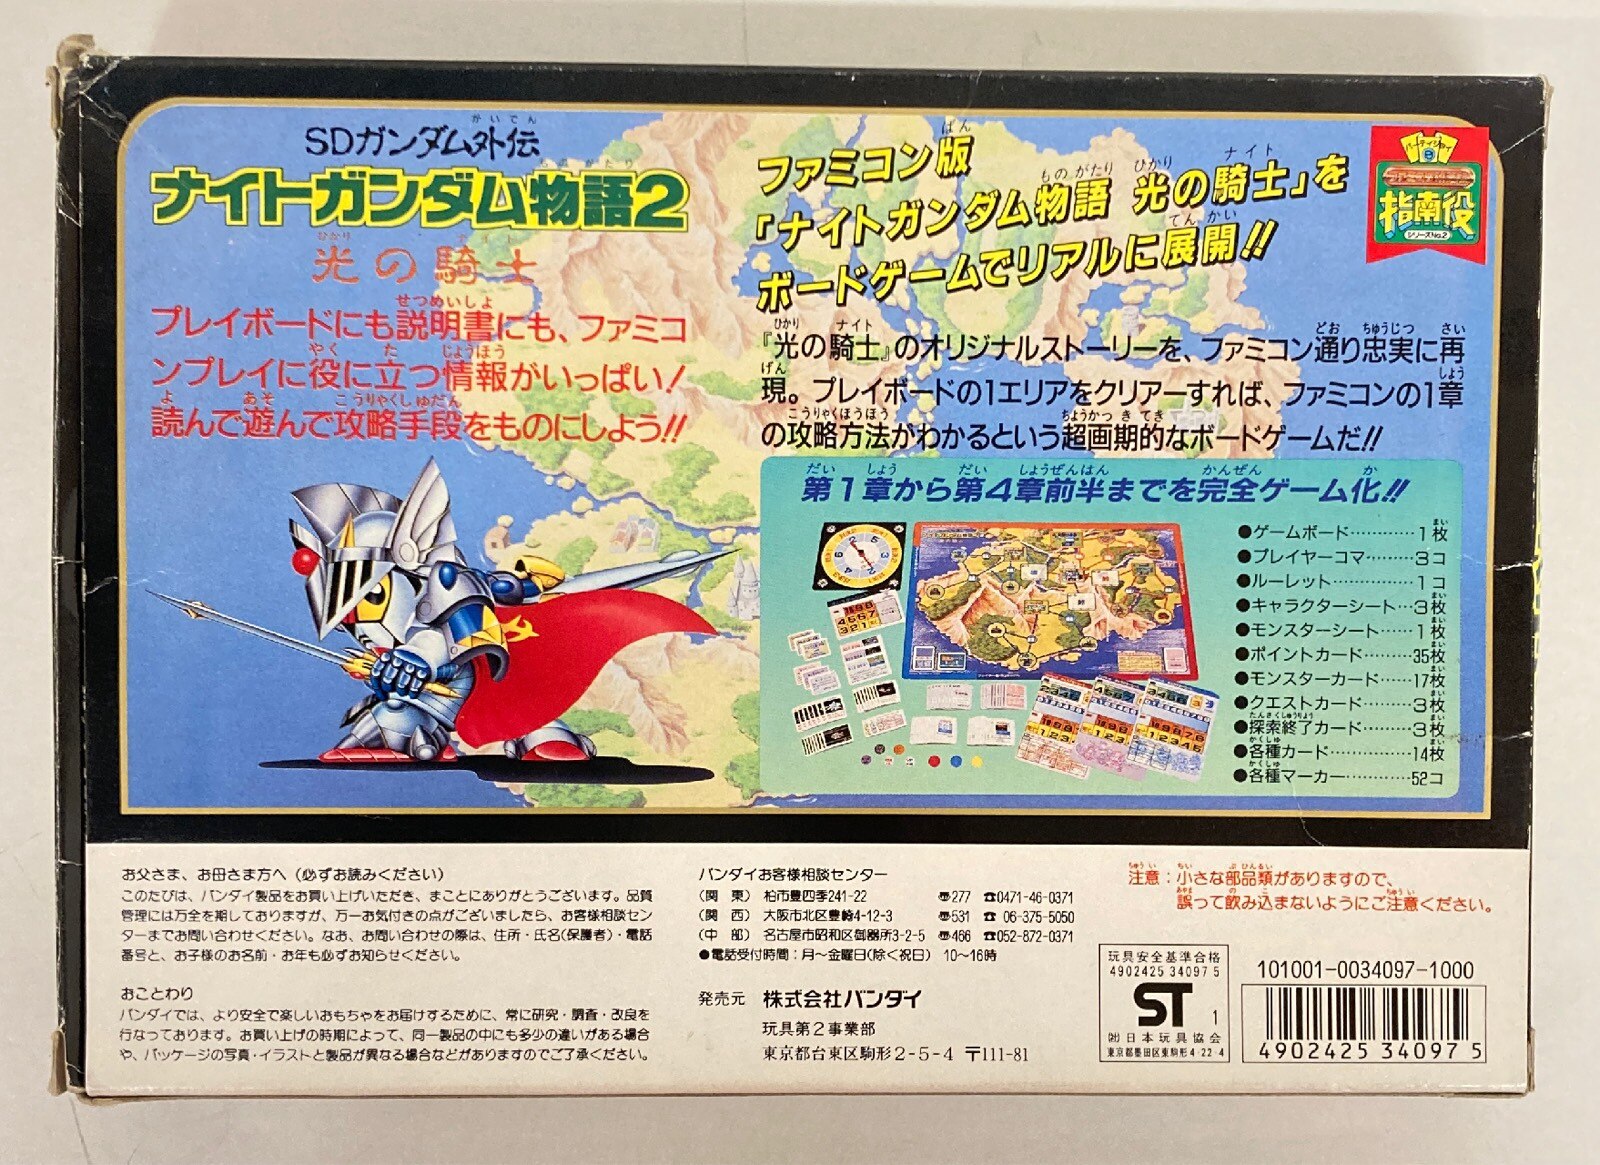 SDガンダム外伝
ナイトガンダム物語2
光の騎士
プレイボードにも説明書にも、ファミコ
ンプレイに役に立つ情報がいっぱい!
読んで遊んで攻略手段をものにしよう!!
ファミコン版
「ナイトガンダム物語 光の騎士」を
ボードゲームでリアルに展開!!
パーティジョイ
指南役
シリーズNo.2
『光の騎士』のオリジナルストーリーを、ファミコン通り忠実に再
現。プレイボードの1エリアをクリアーすれば、ファミコンの1章
の攻略方法がわかるという超画期的なボードゲームだ!!
第1章から第4章前半までを完全ゲーム化!!
●ゲームボード…………1枚
●プレイヤーコマ………3コ
●ルーレット……………1コ
●キャラクターシート…3枚
●モンスターシート……1枚
●ポイントカード………35枚
●モンスターカード……17枚
●クエストカード………3枚
●探索終了カード………3枚
●各種カード……………14枚
●各種マーカー…………52コ
お父さま、お母さま方へ(必ずお読みください)
このたびは、バンダイ製品をお買い上げいただき、まことにありがとうございます。品質
管理には万全を期しておりますが、万一お気付きの点がございましたら、お客様相談セン
ターまでお問い合わせください。なお、お問い合わせの際は、住所・氏名(保護者)・電話
番号と、お子様のお名前・お年も必ずお知らせください。
おことわり
バンダイでは、より安全で楽しいおもちゃをお届けするために、常に研究・調査・改良を
行なっております。お買い上げの時期によって、同一製品の中にも多少の違いがある場合
や、パッケージの写真・イラストと製品が異なる場合などがありますのでご了承ください。
バンダイお客様相談センター
(関 東) 柏市豊四季241-22 〠277 ☎0471-46-0371
(関 西) 大阪市北区豊崎4-12-3 〠531 ☎06-375-5050
(中 部) 名古屋市昭和区御器所3-2-5 〠466 ☎052-872-0371
●電話受付時間:月〜金曜日(除く祝日) 10〜16時
発売元 株式会社バンダイ
玩具第2事業部
東京都台東区駒形2-5-4 〒111-81
注意:小さな部品類がありますので、
誤って飲み込まないようにご注意ください。
玩具安全基準合格
4902425 34097 5
ST 1
㈳日本玩具協会
東京都墨田区東駒形4-22-4
101001-0034097-1000
4902425 340975